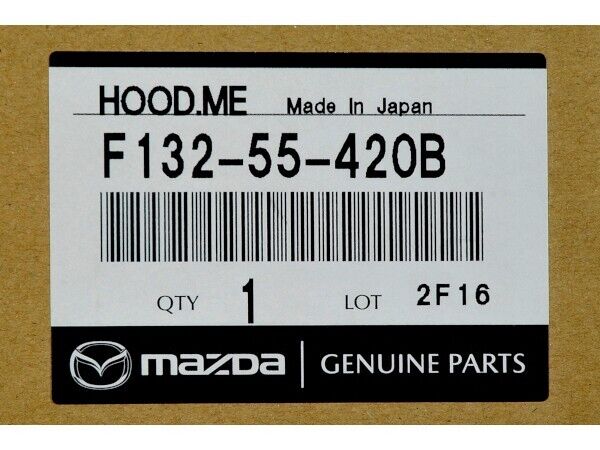 HOOD.ME Made In Japan
F132-55-420B
QTY 1 LOT 2F16
mazda GENUINE PARTS